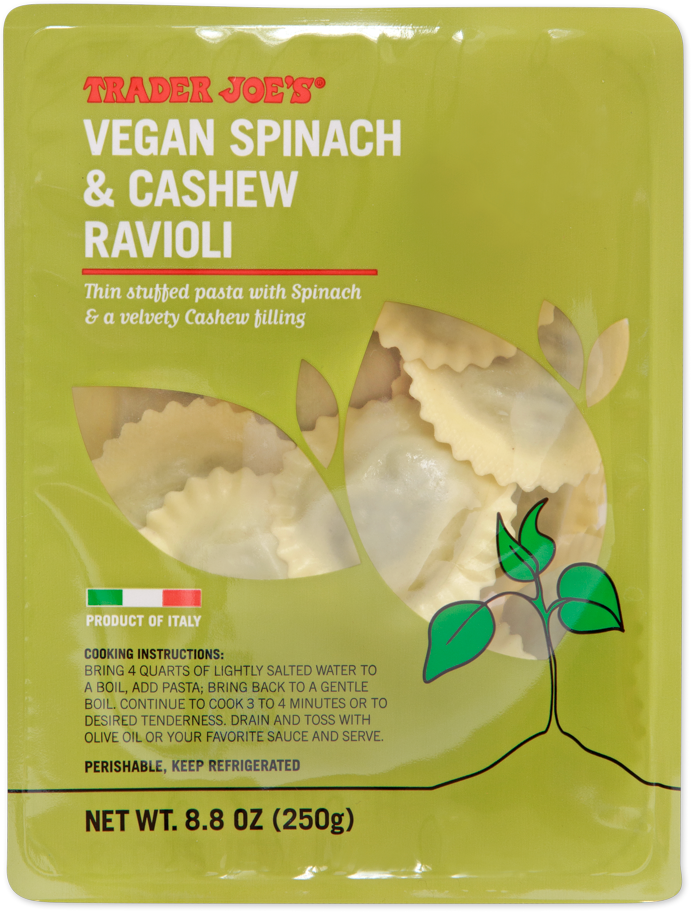 TRADER JOE'S®
VEGAN SPINACH
& CASHEW
RAVIOLI
Thin stuffed pasta with Spinach
& a velvety Cashew filling
PRODUCT OF ITALY
COOKING INSTRUCTIONS:
BRING 4 QUARTS OF LIGHTLY SALTED WATER TO
A BOIL, ADD PASTA; BRING BACK TO A GENTLE
BOIL. CONTINUE TO COOK 3 TO 4 MINUTES OR TO
DESIRED TENDERNESS. DRAIN AND TOSS WITH
OLIVE OIL OR YOUR FAVORITE SAUCE AND SERVE.
PERISHABLE, KEEP REFRIGERATED
NET WT. 8.8 OZ (250g)